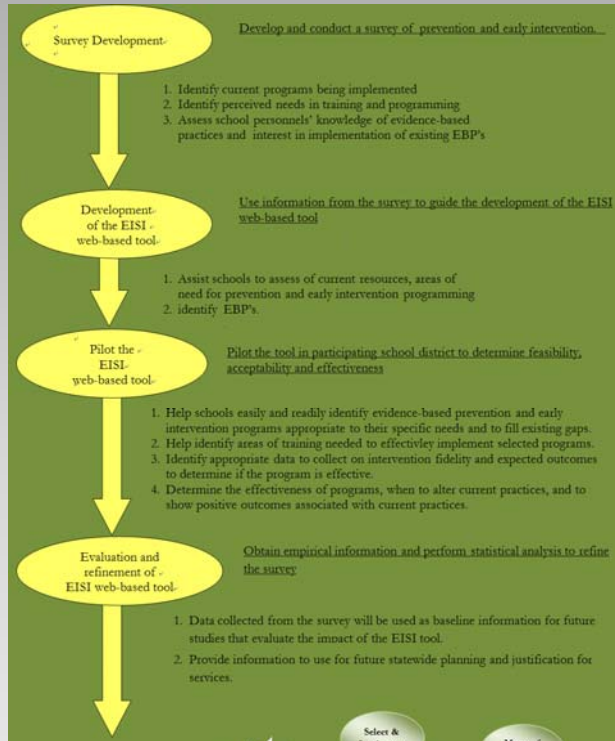 Survey Development
Develop and conduct a survey of prevention and early intervention.
1. Identify current programs being implemented
2. Identify perceived needs in training and programming
3. Assess school personnels' knowledge of evidence-based
practices and interest in implementation of existing EBP's
Development
of the EISI
web-based tool
Use information from the survey to guide the development of the EISI
web-based tool
1. Assist schools to assess of current resources, areas of
need for prevention and early intervention programming
2. identify EBP's.
Pilot the
EISI
web-based tool
Pilot the tool in participating school district to determine feasibility,
acceptability and effectiveness
1. Help schools easily and readily identify evidence-based prevention and early
intervention programs appropriate to their specific needs and to fill existing gaps.
2. Help identify areas of training needed to effectivley implement selected programs.
3. Identify appropriate data to collect on intervention fidelity and expected outcomes
to determine if the program is effective.
4. Determine the effectiveness of programs, when to alter current practices, and to
show positive outcomes associated with current practices.
Evaluation and
refinement of
EISI web-based tool
Obtain empirical information and perform statistical analysis to refine
the survey
1. Data collected from the survey will be used as baseline information for future
studies that evaluate the impact of the EISI tool.
2. Provide information to use for future statewide planning and justification for
services.
Select &